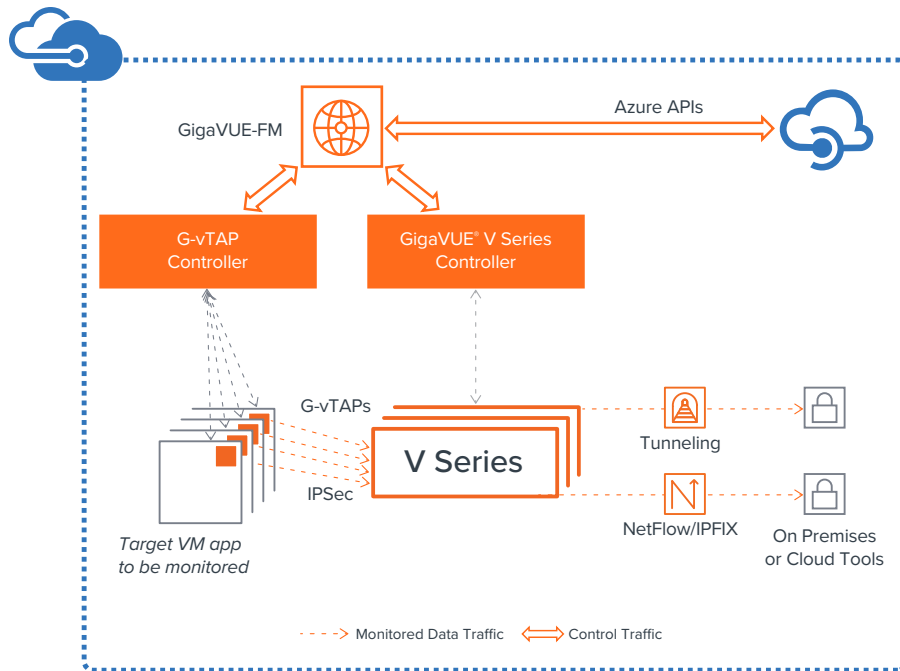 Azure APIs
GigaVUE-FM
G-vTAP
Controller
GigaVUE® V Series
Controller
G-vTAPs
V Series
IPSec
Tunneling
NetFlow/IPFIX
Target VM app
to be monitored
On Premises
or Cloud Tools
Monitored Data Traffic
Control Traffic